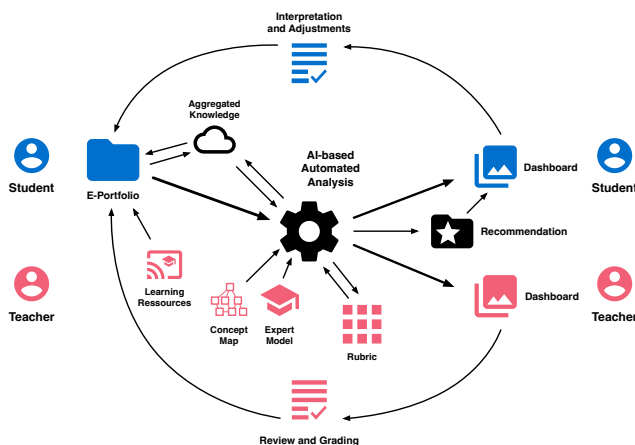 Interpretation
and Adjustments
Aggregated
Knowledge
AI-based
Automated
Analysis
Student
E-Portfolio
Dashboard
Student
Recommendation
Learning
Ressources
Teacher
Concept
Map
Expert
Model
Rubric
Dashboard
Teacher
Review and Grading